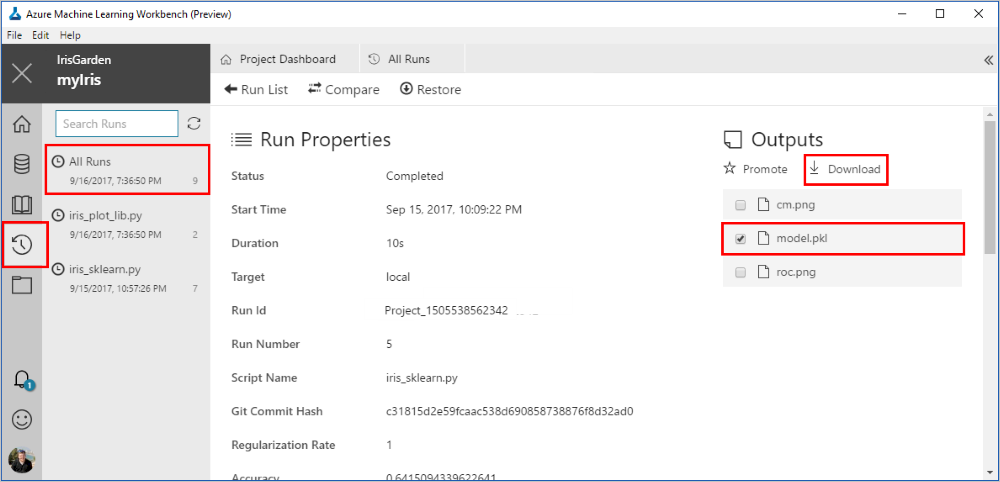 Azure Machine Learning Workbench (Preview)
File Edit Help
IrisGarden
myIris
Project Dashboard
All Runs
Run List
Compare
Restore
Search Runs
All Runs
9/16/2017, 7:36:50 PM 9
iris_plot_lib.py
9/16/2017, 7:36:50 PM 2
iris_sklearn.py
9/15/2017, 10:57:26 PM 7
1
Run Properties
Status Completed
Start Time Sep 15, 2017, 10:09:22 PM
Duration 10s
Target local
Run Id Project_1505538562342
Run Number 5
Script Name iris_sklearn.py
Git Commit Hash c31815d2e59fcaac538d690858738876f8d32ad0
Regularization Rate 1
Accuracy 0.6415094339622641
Outputs
Promote
Download
cm.png
model.pkl
roc.png